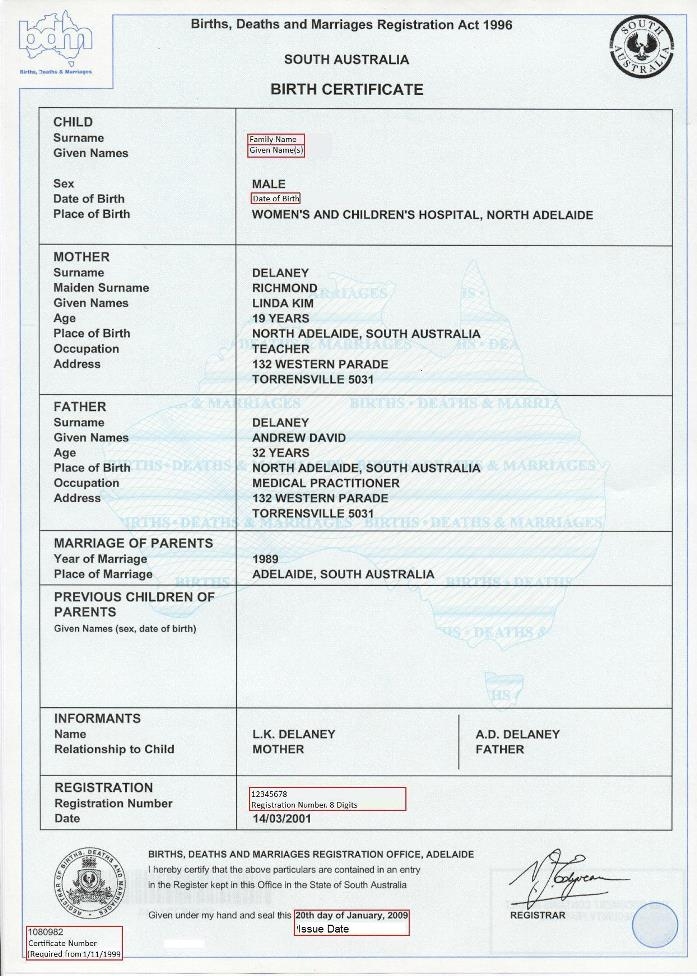 Births, Deaths and Marriages Registration Act 1996
bdm
Births, Deaths & Marriages
SOUTH AUSTRALIA
SOUTH AUSTRALIA
BIRTH CERTIFICATE
CHILD
Surname Family Name
Given Names Given Name(s)
Sex MALE
Date of Birth Date of Birth
Place of Birth WOMEN'S AND CHILDREN'S HOSPITAL, NORTH ADELAIDE
MOTHER
Surname DELANEY
Maiden Surname RICHMOND
Given Names LINDA KIM
Age 19 YEARS
Place of Birth NORTH ADELAIDE, SOUTH AUSTRALIA
Occupation TEACHER
Address 132 WESTERN PARADE
TORRENSVILLE 5031
FATHER
Surname DELANEY
Given Names ANDREW DAVID
Age 32 YEARS
Place of Birth NORTH ADELAIDE, SOUTH AUSTRALIA
Occupation MEDICAL PRACTITIONER
Address 132 WESTERN PARADE
TORRENSVILLE 5031
MARRIAGE OF PARENTS
Year of Marriage 1989
Place of Marriage ADELAIDE, SOUTH AUSTRALIA
PREVIOUS CHILDREN OF
PARENTS
Given Names (sex, date of birth)
INFORMANTS
Name L.K. DELANEY A.D. DELANEY
Relationship to Child MOTHER FATHER
REGISTRATION 12345678
Registration Number Registration Number. 8 Digits
Date 14/03/2001
BIRTHS, DEATHS AND MARRIAGES REGISTRATION OFFICE, ADELAIDE
I hereby certify that the above particulars are contained in an entry
in the Register kept in this Office in the State of South Australia
Given under my hand and seal this 20th day of January, 2009
Issue Date
REGISTRAR
REGISTRAR OF BIRTHS, DEATHS AND MARRIAGES
1080982
Certificate Number
(Required from 1/11/1999